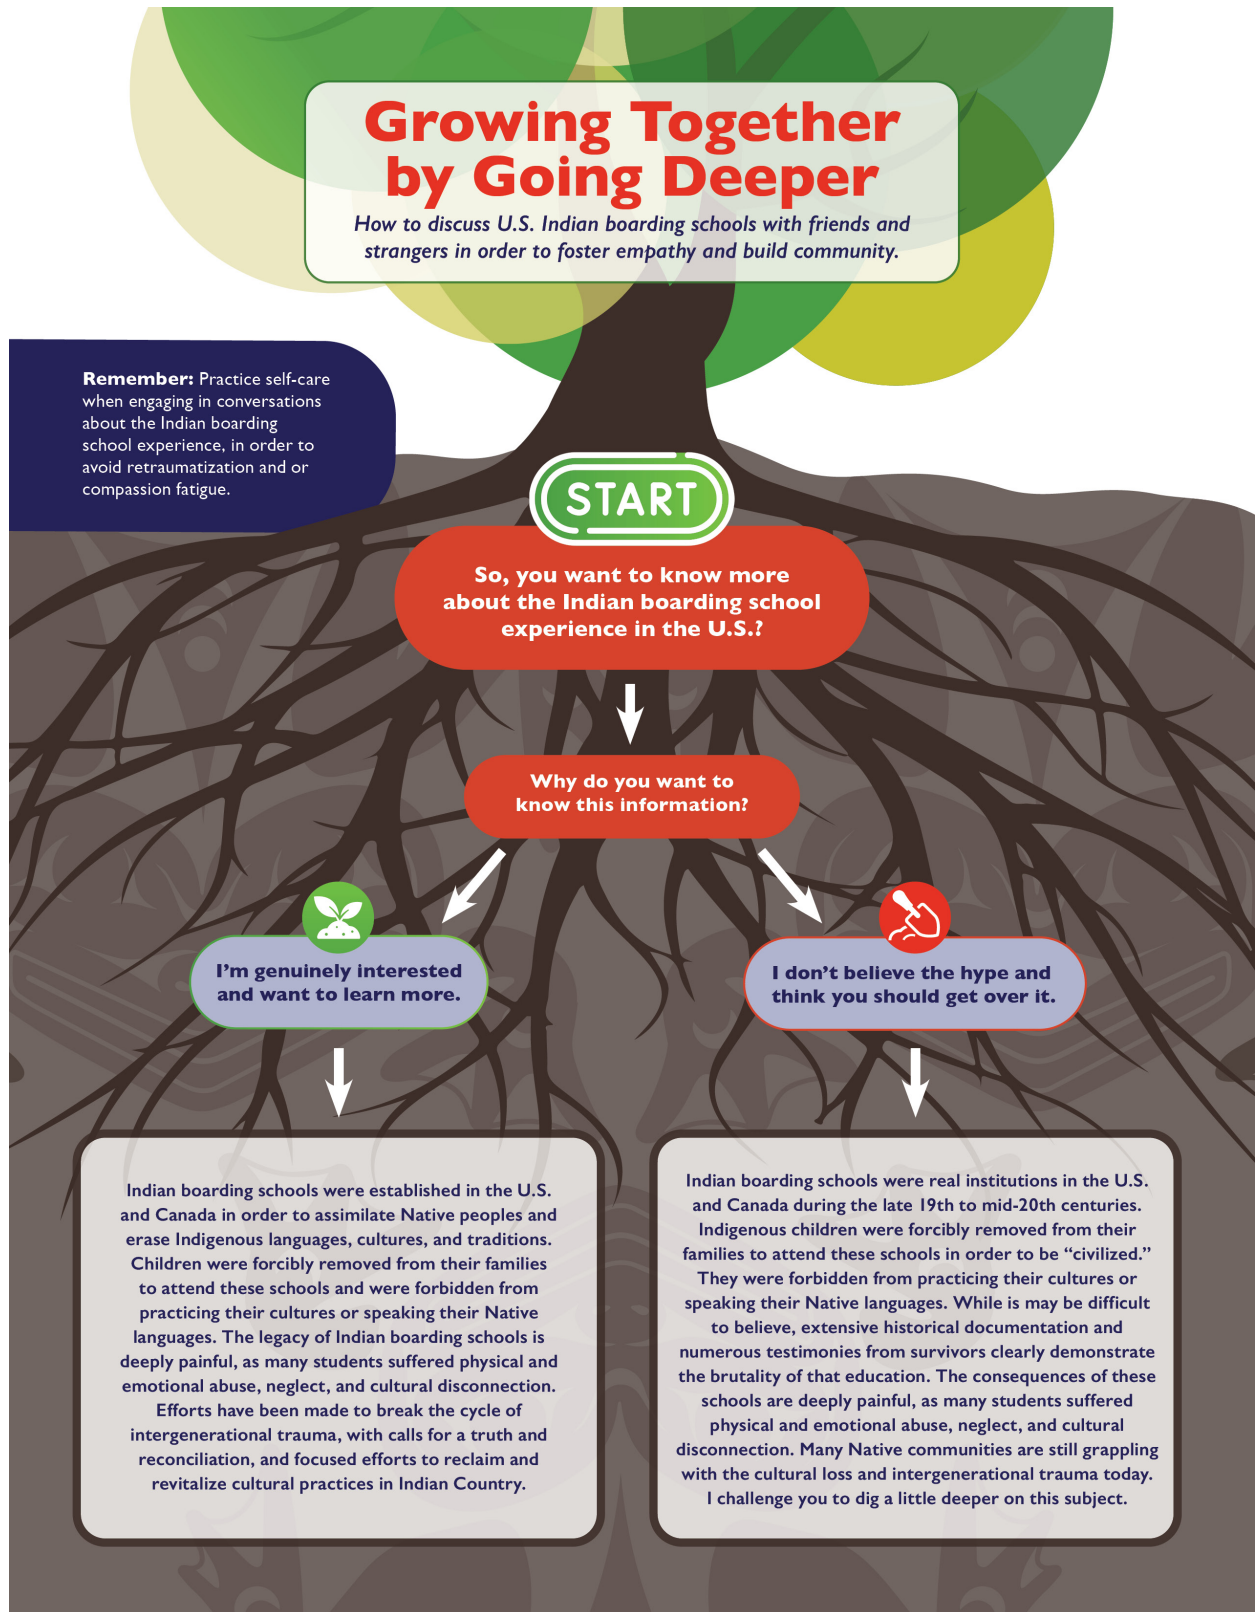 Growing Together
by Going Deeper
How to discuss U.S. Indian boarding schools with friends and
strangers in order to foster empathy and build community.
Remember: Practice self-care
when engaging in conversations
about the Indian boarding
school experience, in order to
avoid retraumatization and or
compassion fatigue.
START
So, you want to know more
about the Indian boarding school
experience in the U.S.?
Why do you want to
know this information?
I'm genuinely interested
and want to learn more.
I don't believe the hype and
think you should get over it.
Indian boarding schools were established in the U.S.
and Canada in order to assimilate Native peoples and
erase Indigenous languages, cultures, and traditions.
Children were forcibly removed from their families
to attend these schools and were forbidden from
practicing their cultures or speaking their Native
languages. The legacy of Indian boarding schools is
deeply painful, as many students suffered physical and
emotional abuse, neglect, and cultural disconnection.
Efforts have been made to break the cycle of
intergenerational trauma, with calls for a truth and
reconciliation, and focused efforts to reclaim and
revitalize cultural practices in Indian Country.
Indian boarding schools were real institutions in the U.S.
and Canada during the late 19th to mid-20th centuries.
Indigenous children were forcibly removed from their
families to attend these schools in order to be “civilized.”
They were forbidden from practicing their cultures or
speaking their Native languages. While is may be difficult
to believe, extensive historical documentation and
numerous testimonies from survivors clearly demonstrate
the brutality of that education. The consequences of these
schools are deeply painful, as many students suffered
physical and emotional abuse, neglect, and cultural
disconnection. Many Native communities are still grappling
with the cultural loss and intergenerational trauma today.
I challenge you to dig a little deeper on this subject.